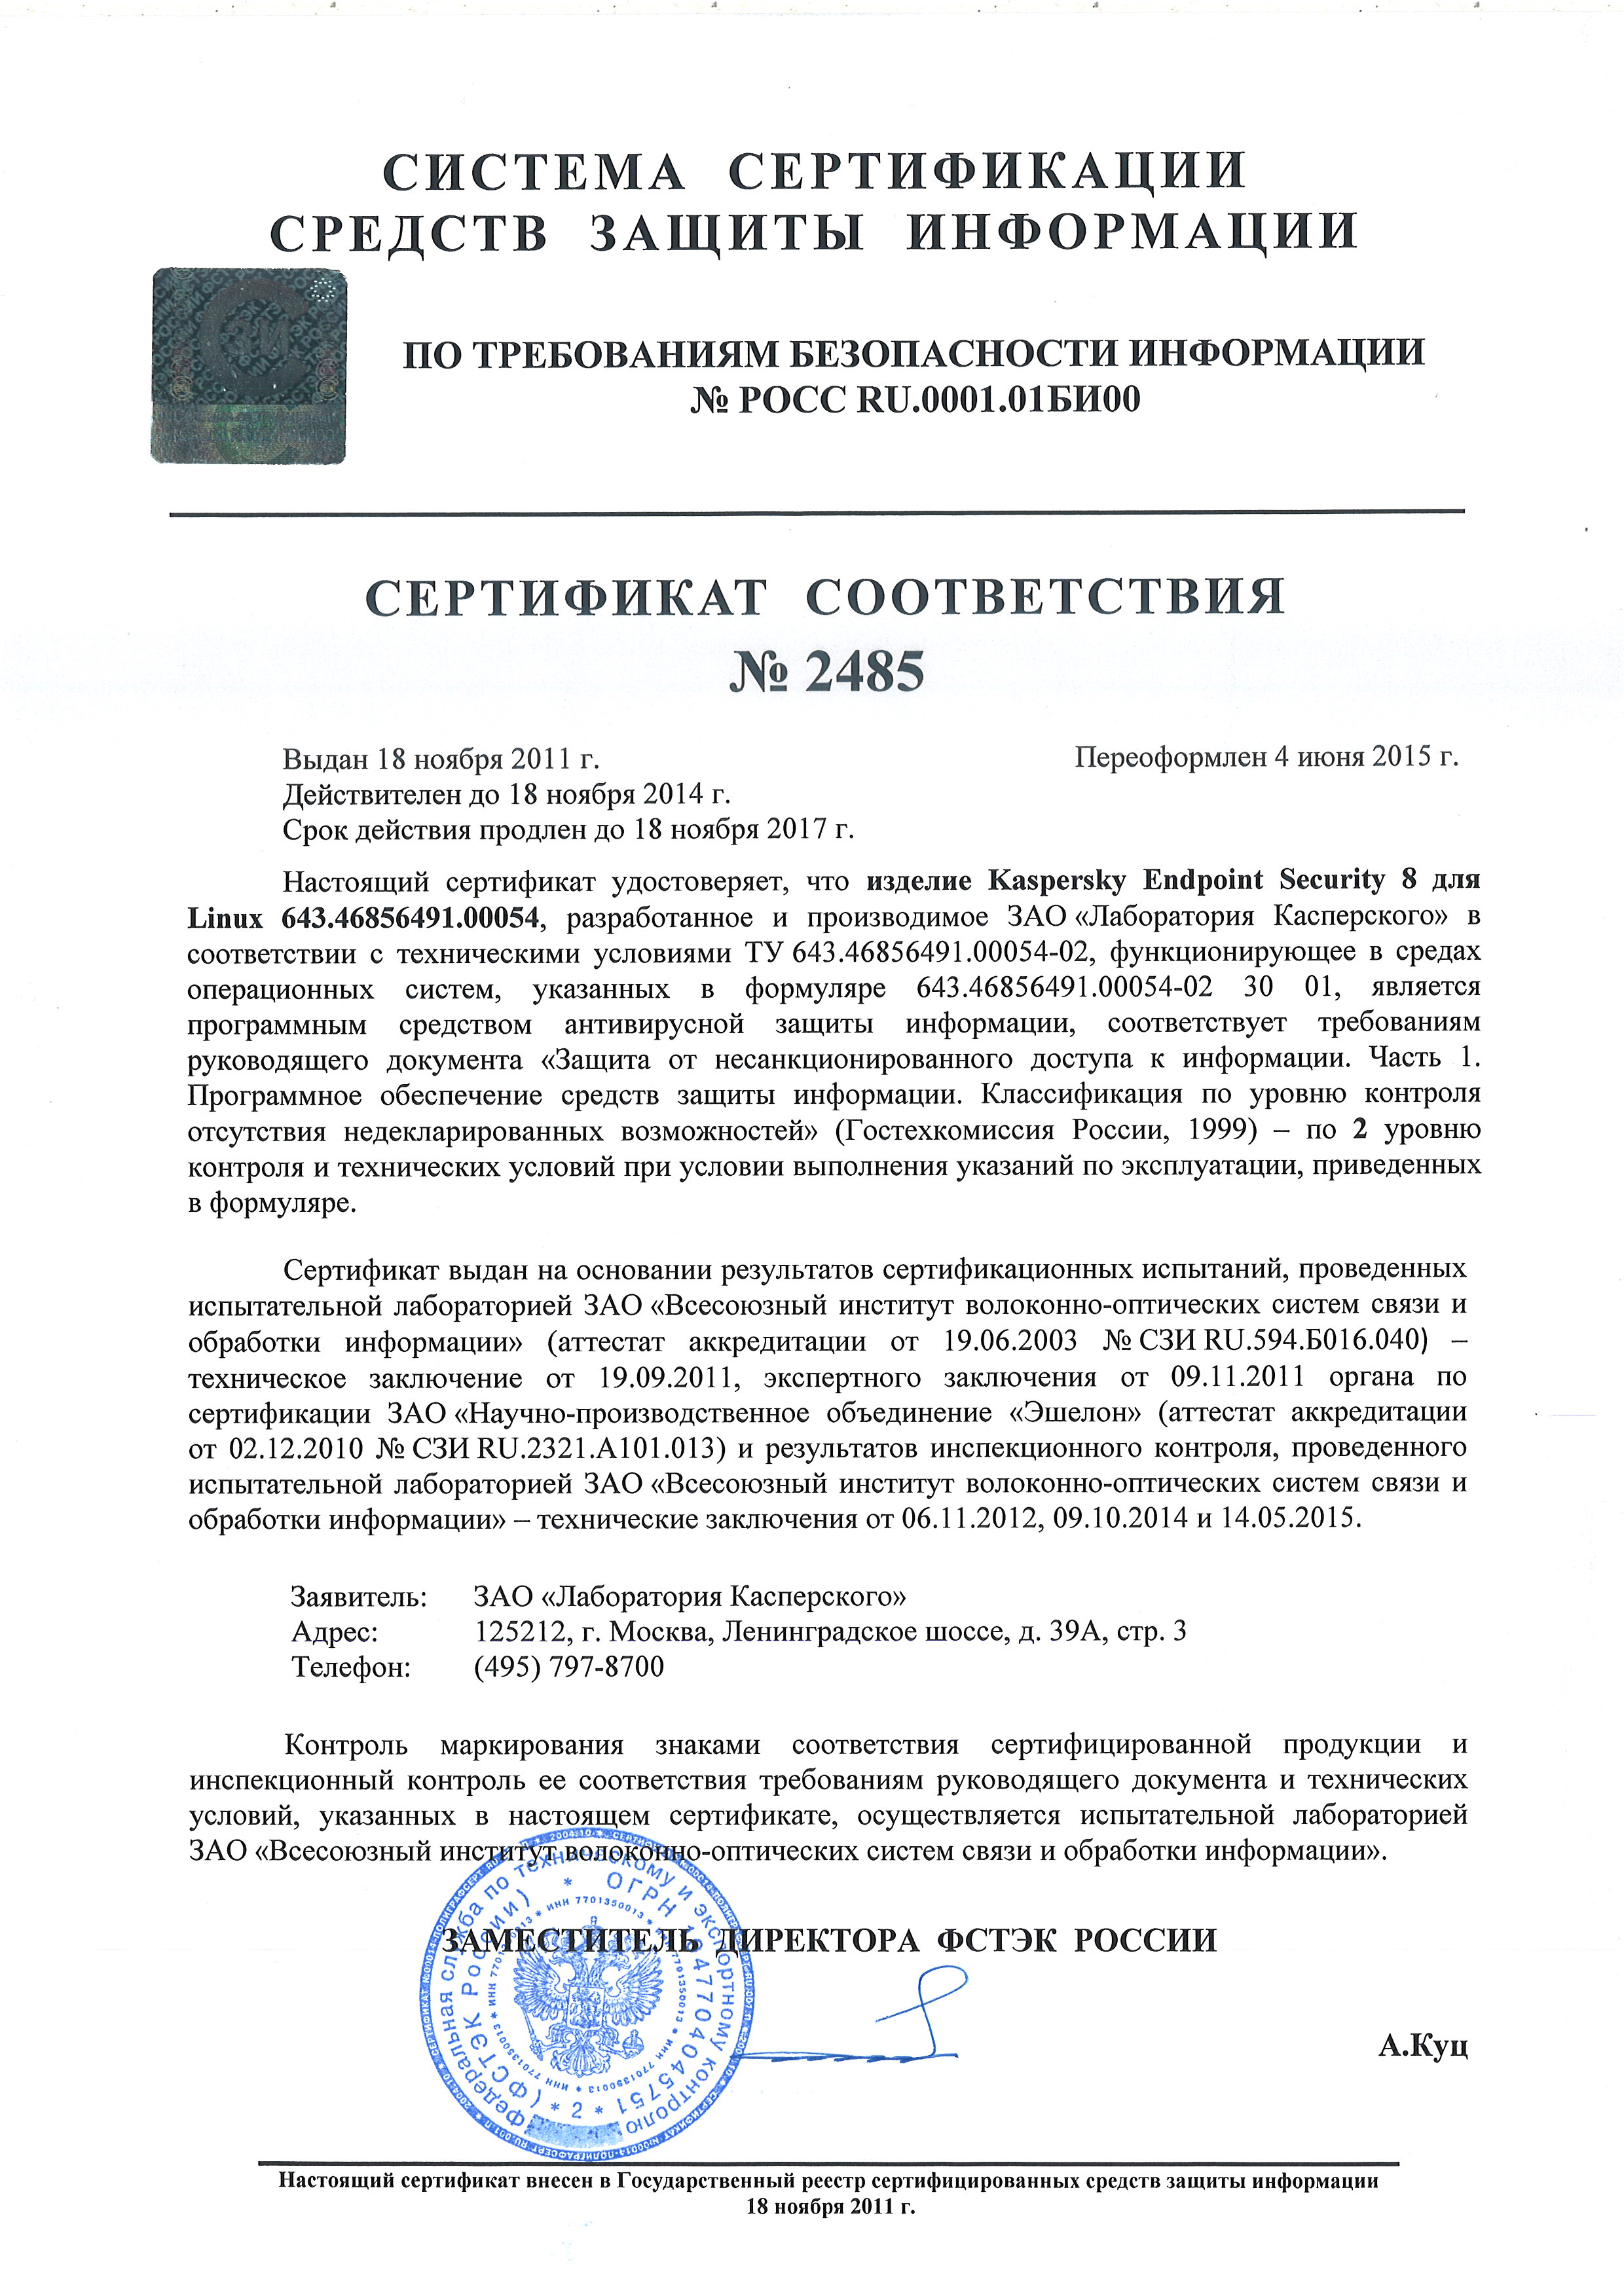 СИСТЕМА СЕРТИФИКАЦИИ
СРЕДСТВ ЗАЩИТЫ ИНФОРМАЦИИ
ПО ТРЕБОВАНИЯМ БЕЗОПАСНОСТИ ИНФОРМАЦИИ
№ РОСС RU.0001.01БИ00
СЕРТИФИКАТ СООТВЕТСТВИЯ
№ 2485
Выдан 18 ноября 2011 г.
Переоформлен 4 июня 2015 г.
Действителен до 18 ноября 2014 г.
Срок действия продлен до 18 ноября 2017 г.
Настоящий сертификат удостоверяет, что изделие Kaspersky Endpoint Security 8 для
Linux 643.46856491.00054, разработанное и производимое ЗАО «Лаборатория Касперского» в
соответствии с техническими условиями ТУ 643.46856491.00054-02, функционирующее в средах
операционных систем, указанных в формуляре 643.46856491.00054-02 30 01, является
программным средством антивирусной защиты информации, соответствует требованиям
руководящего документа «Защита от несанкционированного доступа к информации. Часть 1.
Программное обеспечение средств защиты информации. Классификация по уровню контроля
отсутствия недекларированных возможностей» (Гостехкомиссия России, 1999) – по 2 уровню
контроля и технических условий при условии выполнения указаний по эксплуатации, приведенных
в формуляре.
Сертификат выдан на основании результатов сертификационных испытаний, проведенных
испытательной лабораторией ЗАО «Всесоюзный институт волоконно-оптических систем связи и
обработки информации» (аттестат аккредитации от 19.06.2003 № СЗИ RU.594.Б016.040) –
техническое заключение от 19.09.2011, экспертного заключения от 09.11.2011 органа по
сертификации ЗАО «Научно-производственное объединение «Эшелон» (аттестат аккредитации
от 02.12.2010 № СЗИ RU.2321.А101.013) и результатов инспекционного контроля, проведенного
испытательной лабораторией ЗАО «Всесоюзный институт волоконно-оптических систем связи и
обработки информации» – технические заключения от 06.11.2012, 09.10.2014 и 14.05.2015.
Заявитель: ЗАО «Лаборатория Касперского»
Адрес: 125212, г. Москва, Ленинградское шоссе, д. 39А, стр. 3
Телефон: (495) 797-8700
Контроль маркирования знаками соответствия сертифицированной продукции и
инспекционный контроль ее соответствия требованиям руководящего документа и технических
условий, указанных в настоящем сертификате, осуществляется испытательной лабораторией
ЗАО «Всесоюзный институт волоконно-оптических систем связи и обработки информации».
ЗАМЕСТИТЕЛЬ ДИРЕКТОРА ФСТЭК РОССИИ
Федеральная служба по техническому и экспортному контролю
(ФСТЭК России) * ОГРН 1047704045751 * 2 *
ИНН 7701350013 * ИНН 7701350013 * ИНН 7701350013
А.Куц
Настоящий сертификат внесен в Государственный реестр сертифицированных средств защиты информации
18 ноября 2011 г.